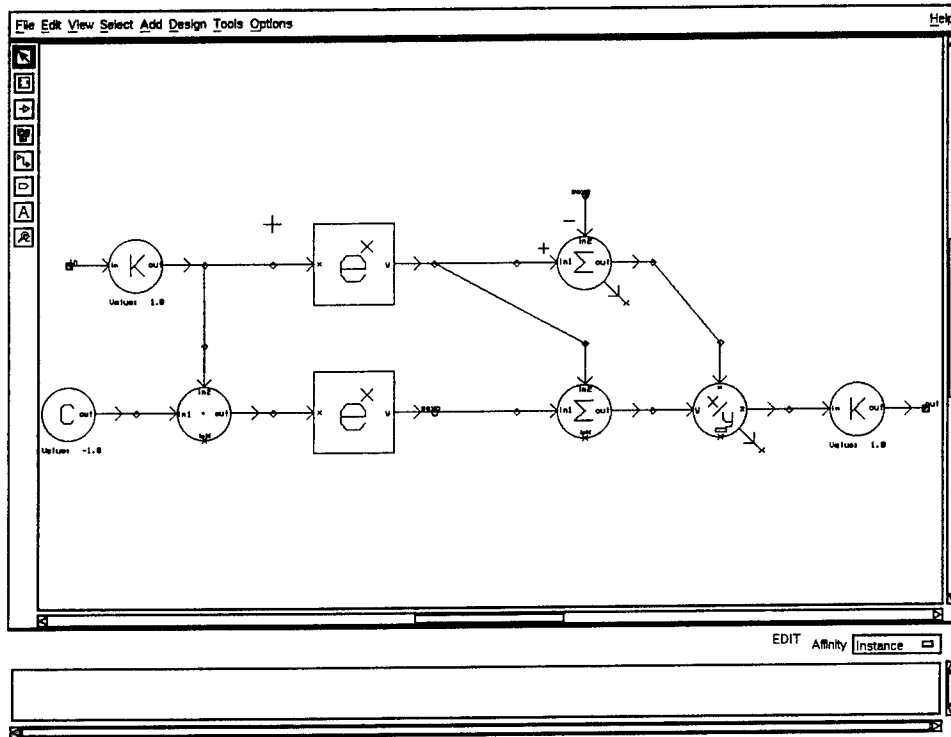 File Edit View Select Add Design Tools Options Help
A
in
in K out
Value: 1.0
x e^x y
+
−
in2
+ in1 Σ out
C out
Value: -1.0
in2
in1 · out
x e^x y
in1 Σ out
x
y x/y z
in K out
Value: 1.0
out
EDIT Affinity Instance